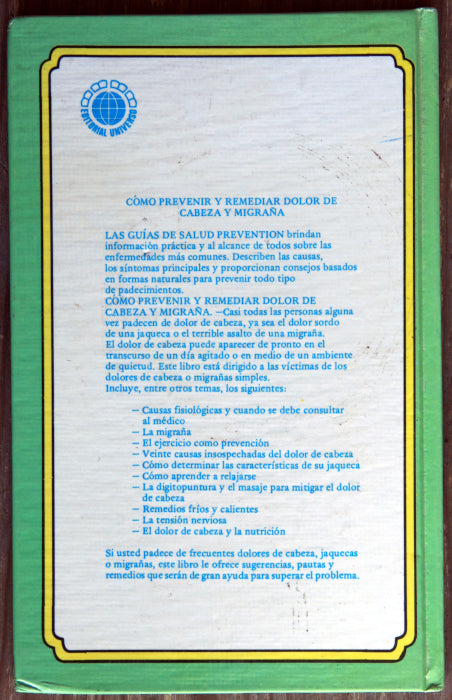 EDITORIAL UNIVERSO
CÓMO PREVENIR Y REMEDIAR DOLOR DE
CABEZA Y MIGRAÑA
LAS GUÍAS DE SALUD PREVENTION brindan
información práctica y al alcance de todos sobre las
enfermedades más comunes. Describen las causas,
los síntomas principales y proporcionan consejos basados
en formas naturales para prevenir todo tipo
de padecimientos.
CÓMO PREVENIR Y REMEDIAR DOLOR DE
CABEZA Y MIGRAÑA. —Casi todas las personas alguna
vez padecen de dolor de cabeza, ya sea el dolor sordo
de una jaqueca o el terrible asalto de una migraña.
El dolor de cabeza puede aparecer de pronto en el
transcurso de un día agitado o en medio de un ambiente
de quietud. Este libro está dirigido a las víctimas de los
dolores de cabeza o migrañas simples.
Incluye, entre otros temas, los siguientes:
— Causas fisiológicas y cuando se debe consultar
al médico
— La migraña
— El ejercicio como prevención
— Veinte causas insospechadas del dolor de cabeza
— Cómo determinar las características de su jaqueca
— Cómo aprender a relajarse
— La digitopuntura y el masaje para mitigar el dolor
de cabeza
— Remedios fríos y calientes
— La tensión nerviosa
— El dolor de cabeza y la nutrición
Si usted padece de frecuentes dolores de cabeza, jaquecas
o migrañas, este libro le ofrece sugerencias, pautas y
remedios que serán de gran ayuda para superar el problema.